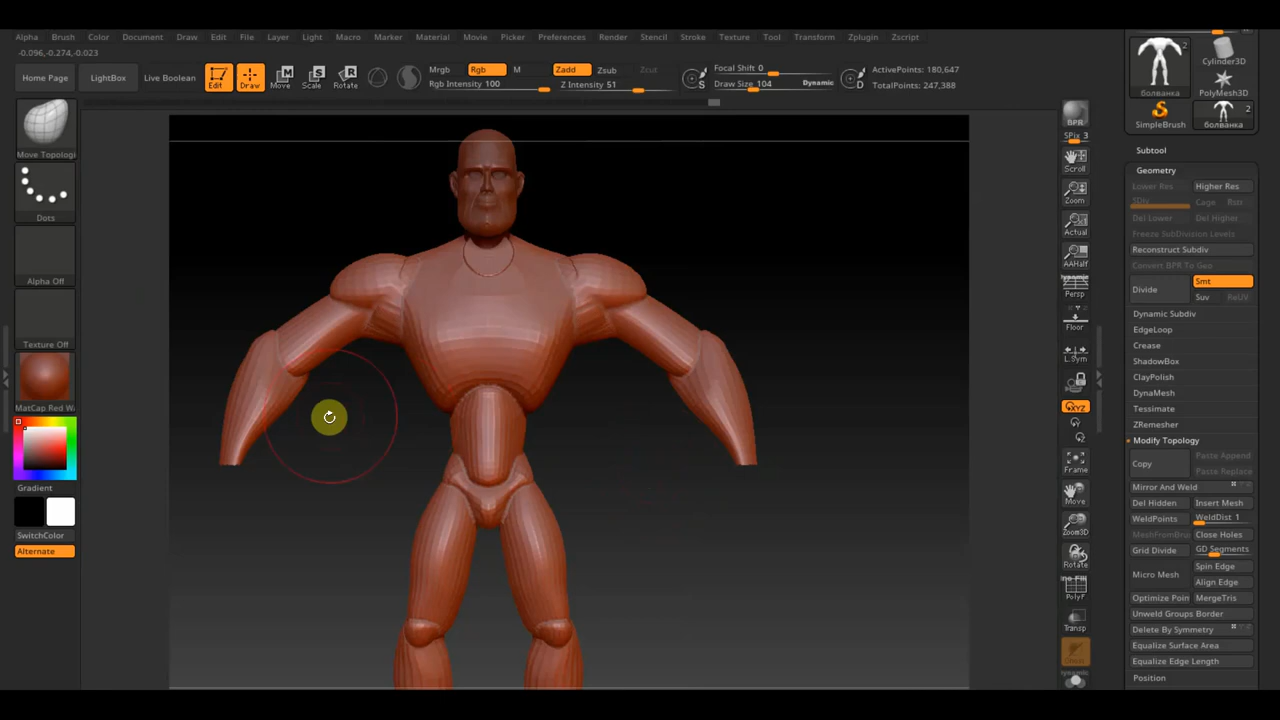 Alpha Brush Color Document Draw Edit File Layer Light Macro Marker Material Movie Picker Preferences Render Stencil Stroke Texture Tool Transform Zplugin Zscript
-0.096,-0.274,-0.023
Home Page LightBox Live Boolean Edit Draw Move Scale Rotate
Mrgb Rgb M
Rgb Intensity 100
Zadd Zsub Zcut
Z Intensity 51
S
Focal Shift 0
Draw Size 104 Dynamic
D
ActivePoints: 180,647
TotalPoints: 247,388
Move Topologi
Dots
Alpha Off
Texture Off
MatCap Red W
Gradient
SwitchColor
Alternate
BPR
SPix 3
Scroll
Zoom
Actual
AAHalf
Dynamic
Persp
Floor
L.Sym
XYZ
Frame
Move
Zoom3D
Rotate
PolyF
Transp
2
болванка
Cylinder3D
PolyMesh3D
SimpleBrush
2
болванка
Subtool
Geometry
Lower Res Higher Res
SDiv Cage Rstr
Del Lower Del Higher
Freeze SubDivision Levels
Reconstruct Subdiv
Convert BPR To Geo
Divide Smt
Suv ReUV
Dynamic Subdiv
EdgeLoop
Crease
ShadowBox
ClayPolish
DynaMesh
Tessimate
ZRemesher
Modify Topology
Copy Paste Append
Paste Replace
Mirror And Weld
Del Hidden Insert Mesh
WeldPoints WeldDist 1
MeshFromBru Close Holes
Grid Divide GD Segments
Micro Mesh Spin Edge
Align Edge
Optimize Poin MergeTris
Unweld Groups Border
Delete By Symmetry
Equalize Surface Area
Equalize Edge Length
Position